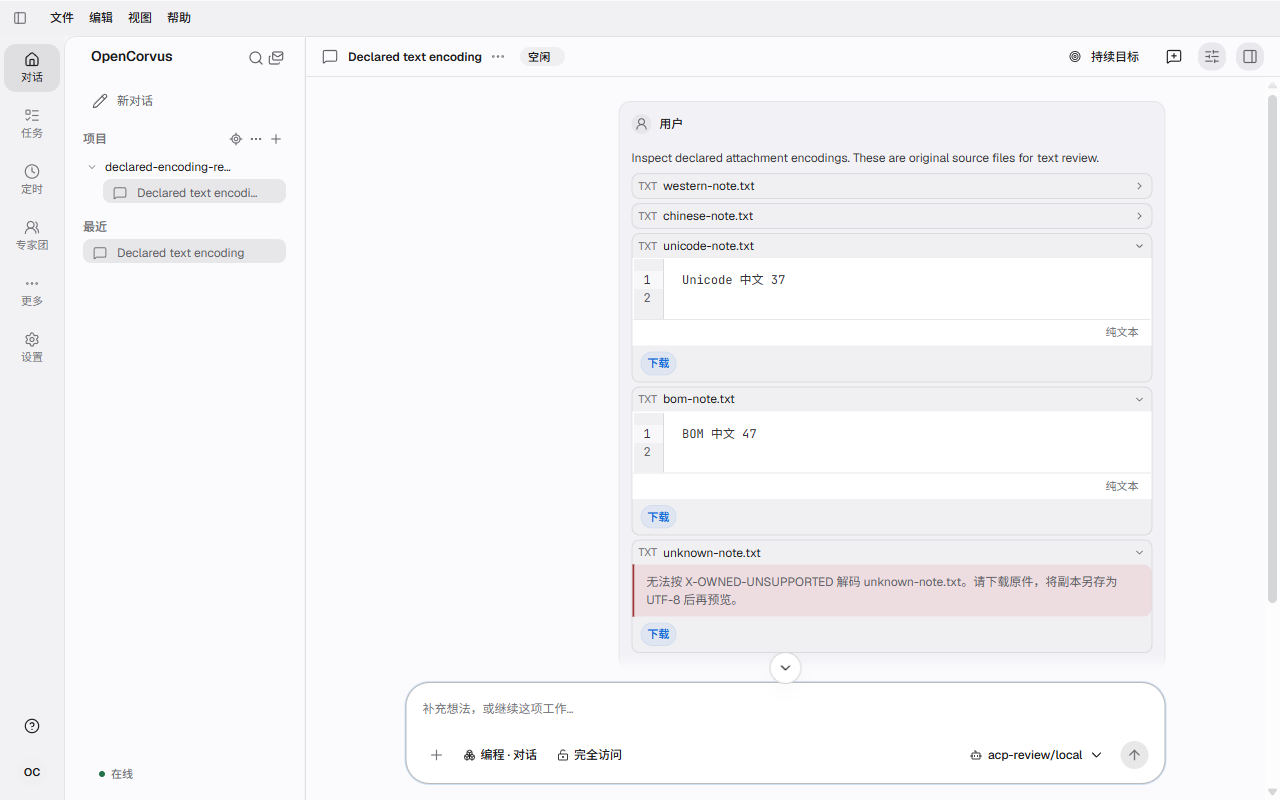 文件 编辑 视图 帮助
OpenCorvus
Declared text encoding
空闲
持续目标
对话
任务
定时
专家团
更多
设置
OC
新对话
项目
declared-encoding-re…
Declared text encodi…
最近
Declared text encoding
在线
用户
Inspect declared attachment encodings. These are original source files for text review.
TXT western-note.txt
TXT chinese-note.txt
TXT unicode-note.txt
1 Unicode 中文 37
2
纯文本
下载
TXT bom-note.txt
1 BOM 中文 47
2
纯文本
下载
TXT unknown-note.txt
无法按 X-OWNED-UNSUPPORTED 解码 unknown-note.txt。请下载原件，将副本另存为
UTF-8 后再预览。
下载
补充想法，或继续这项工作…
编程 · 对话 完全访问 acp-review/local